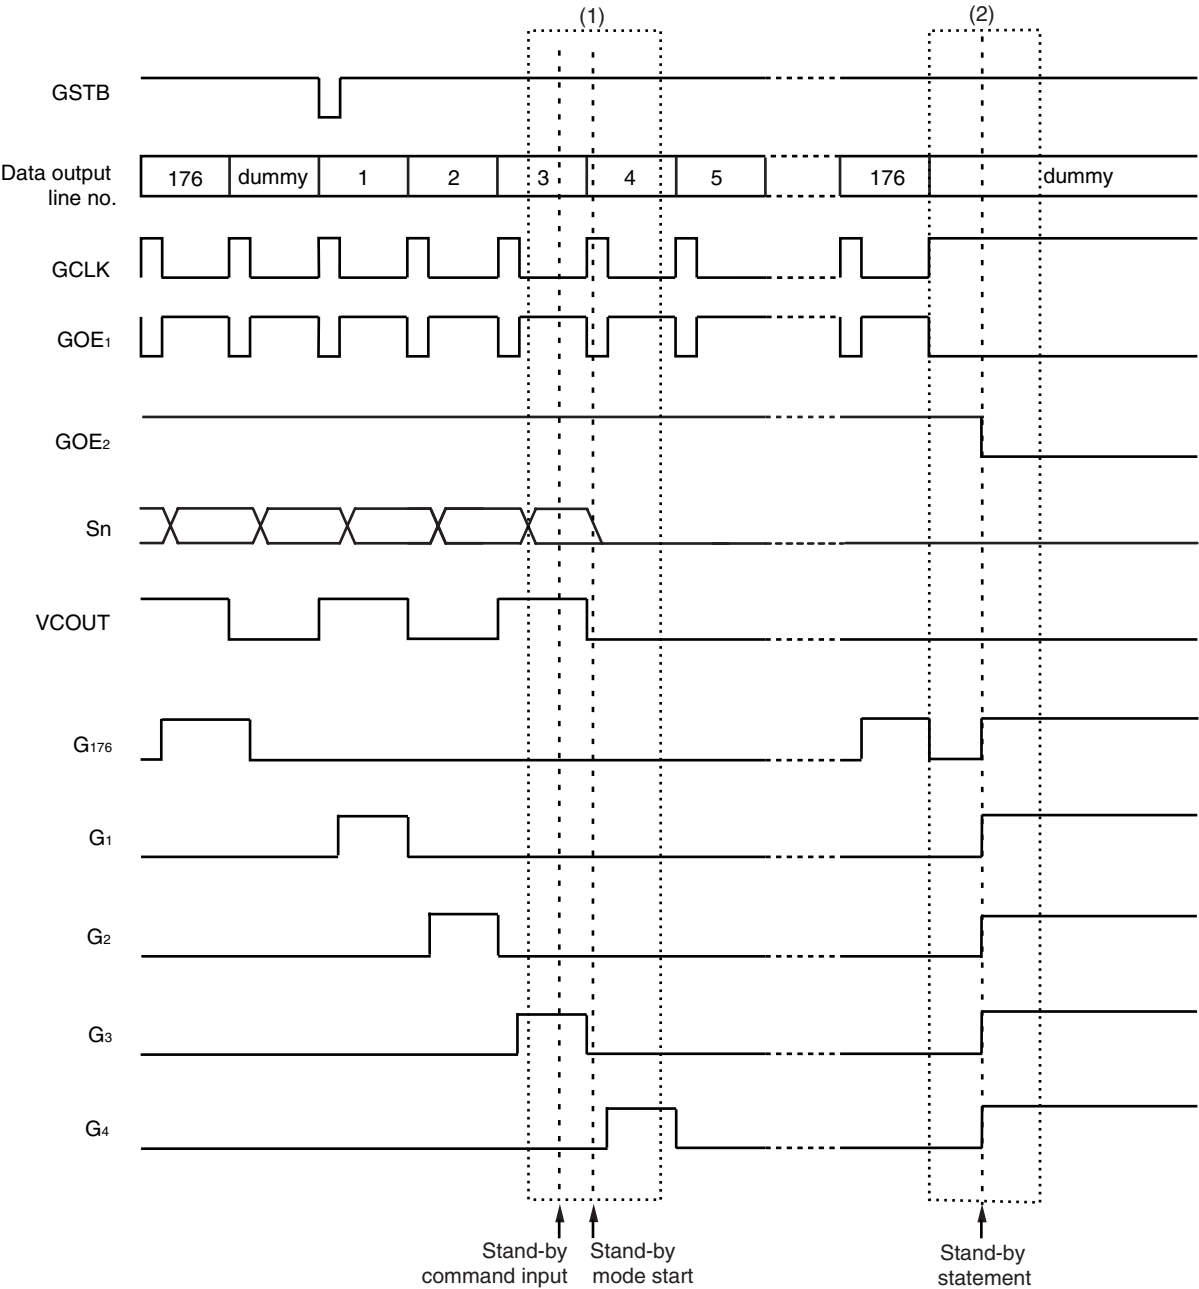 (1) (2)
GSTB
Data output
line no.
176 dummy 1 2 3 4 5 176 dummy
GCLK
GOE1
GOE2
Sn
VCOUT
G176
G1
G2
G3
G4
Stand-by
command input
Stand-by
mode start
Stand-by
statement